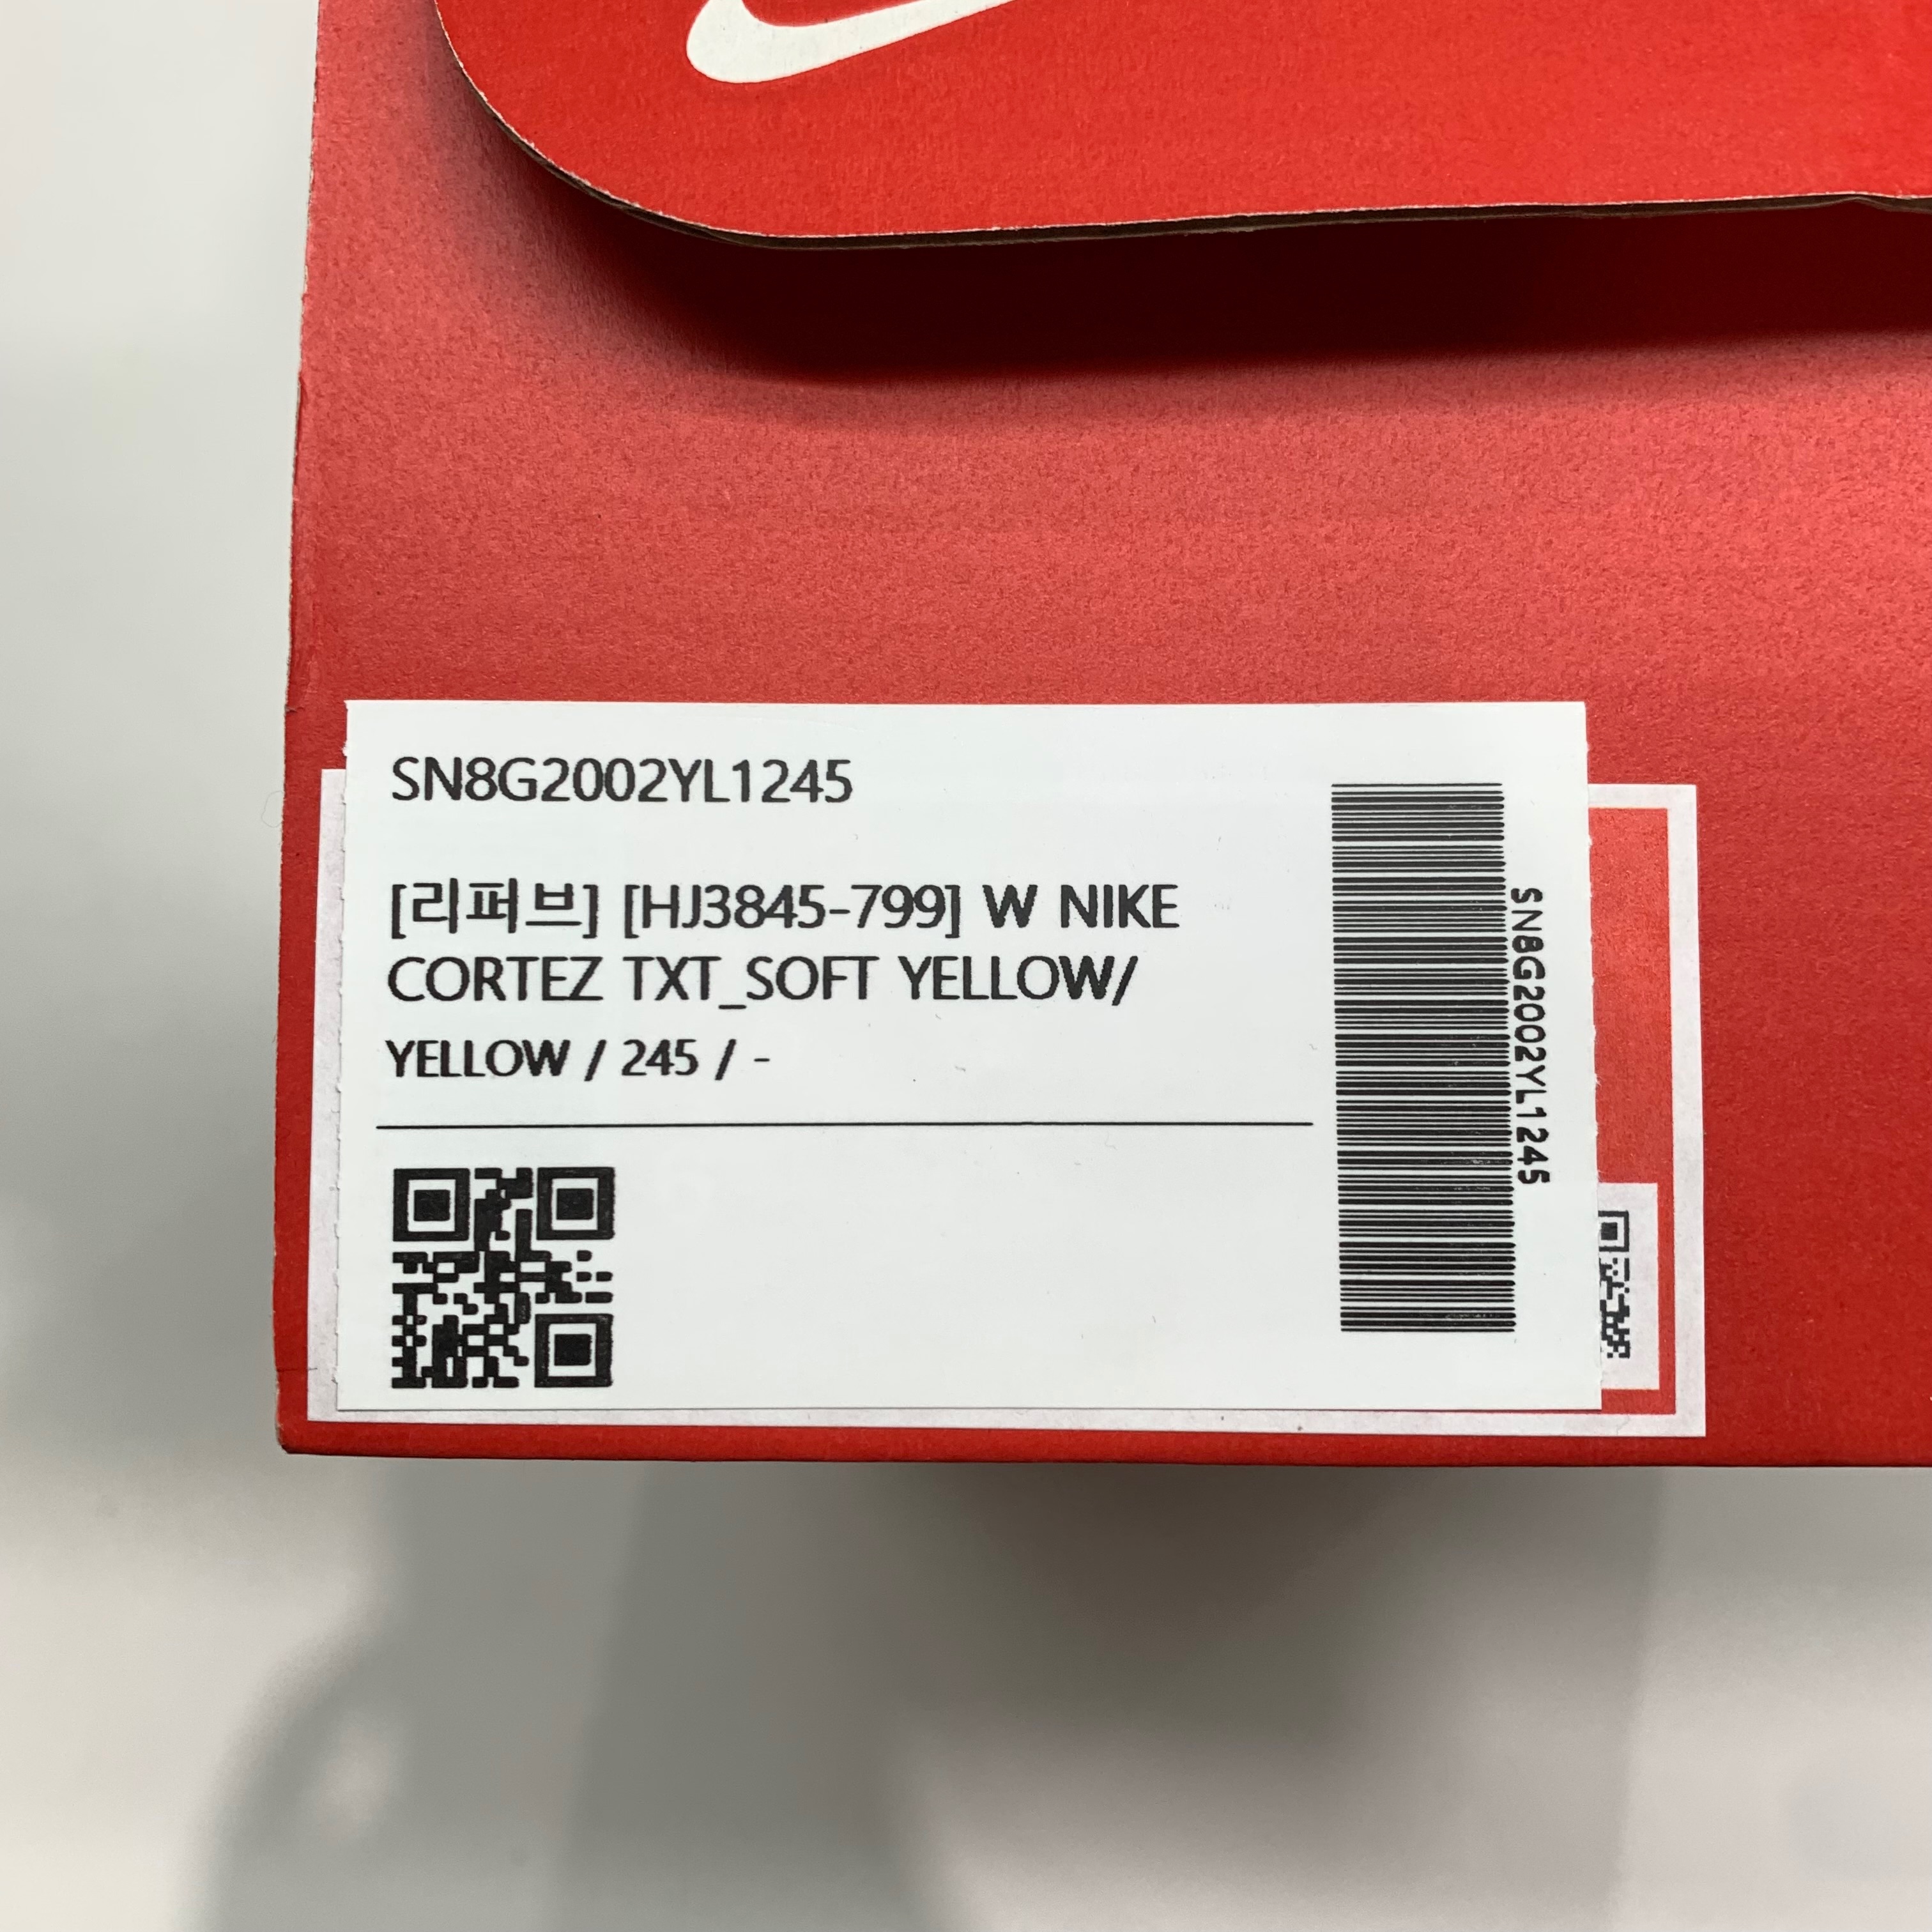 SN8G2002YL1245
[리퍼브] [HJ3845-799] W NIKE
CORTEZ TXT_SOFT YELLOW/
YELLOW / 245 / -
SN8G2002YL1245